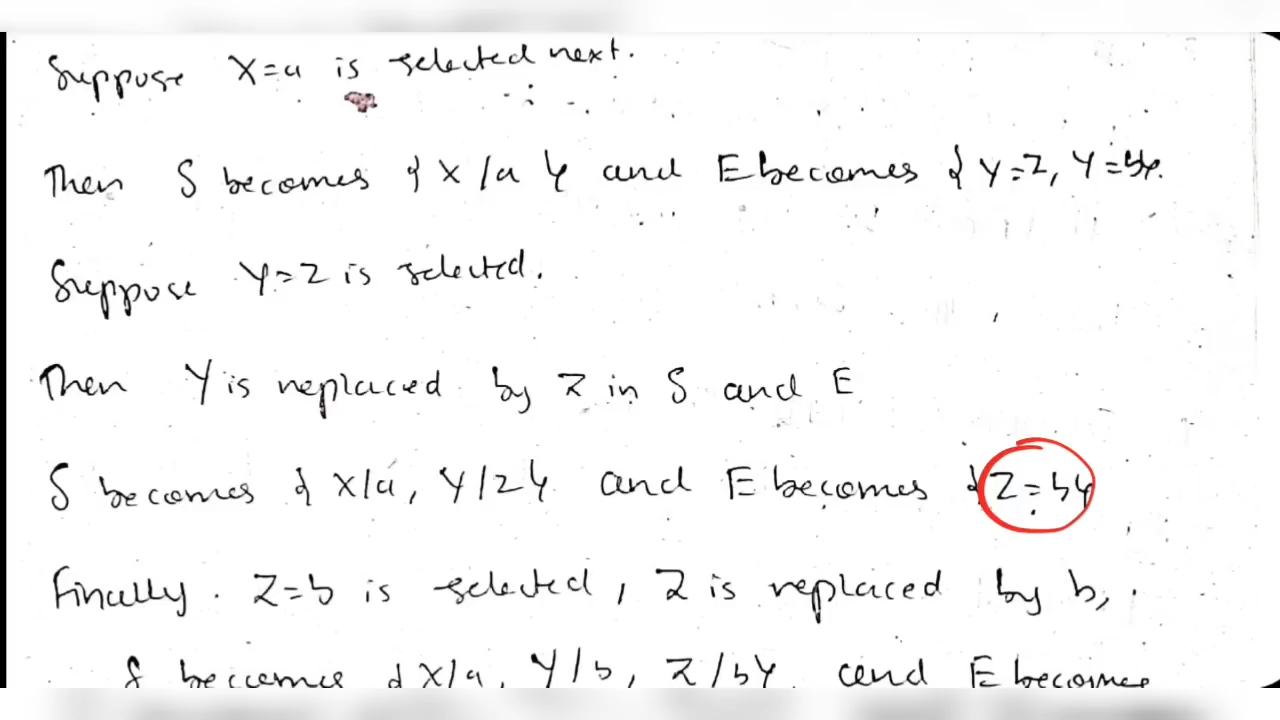 Suppose X=a is selected next.
Then S becomes {X/a} and E becomes {Y=Z, Y=b}.
Suppose Y=Z is selected.
Then Y is replaced by Z in S and E
S becomes {X/a, Y/Z} and E becomes {Z=b}
Finally. Z=b is selected, Z is replaced by b,
S becomes {X/a, Y/b, Z/b} and E becomes